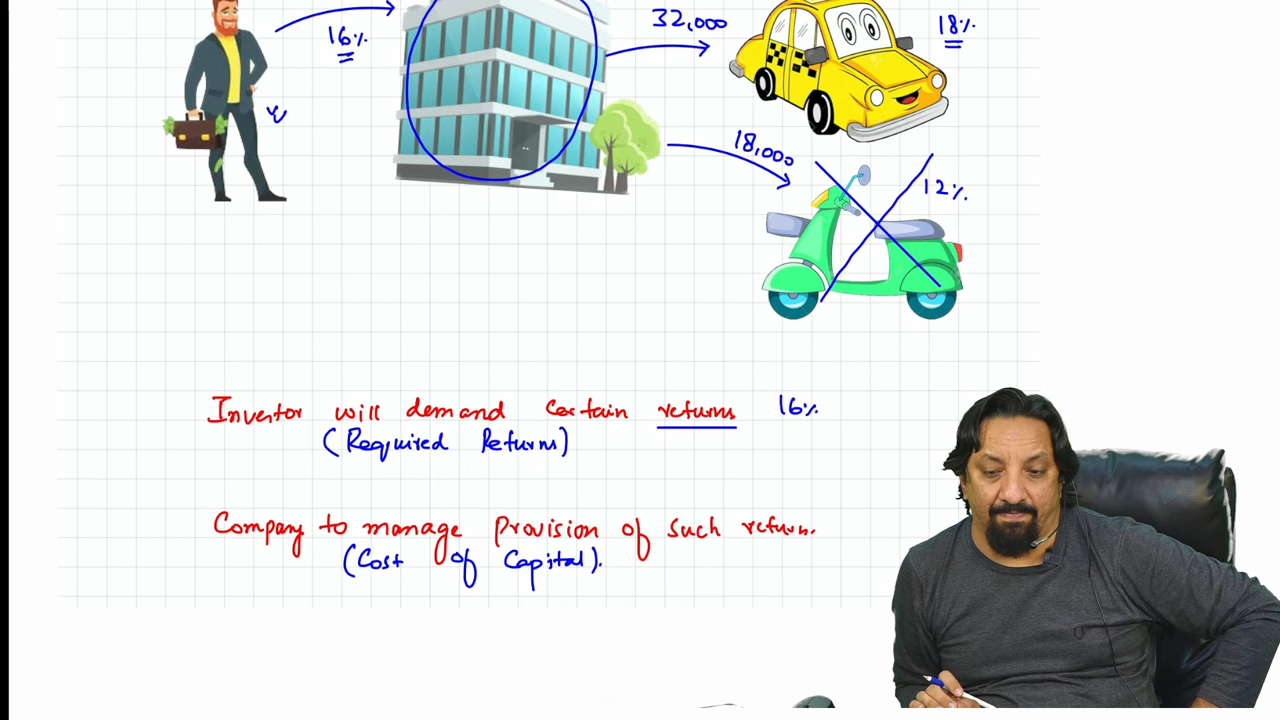 32,000
18%
16%
18,000
12%
Investor will demand certain returns 16%
(Required Returns)
Company to manage provision of such return.
(Cost of Capital).